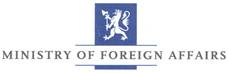 MINISTRY OF FOREIGN AFFAIRS